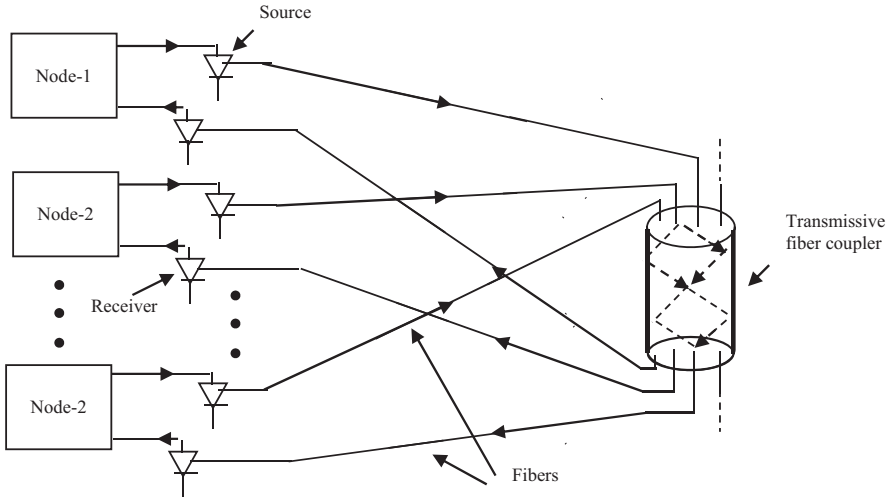 Source
Node-1
Node-2
Transmissive
fiber coupler
Receiver
Node-2
Fibers